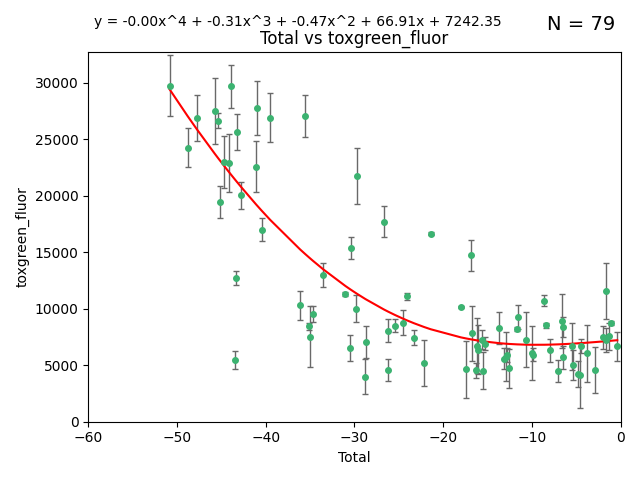 y = -0.00x^4 + -0.31x^3 + -0.47x^2 + 66.91x + 7242.35
N = 79
Total vs toxgreen_fluor
30000
25000
20000
15000
10000
5000
0
toxgreen_fluor
−60 −50 −40 −30 −20 −10 0
Total